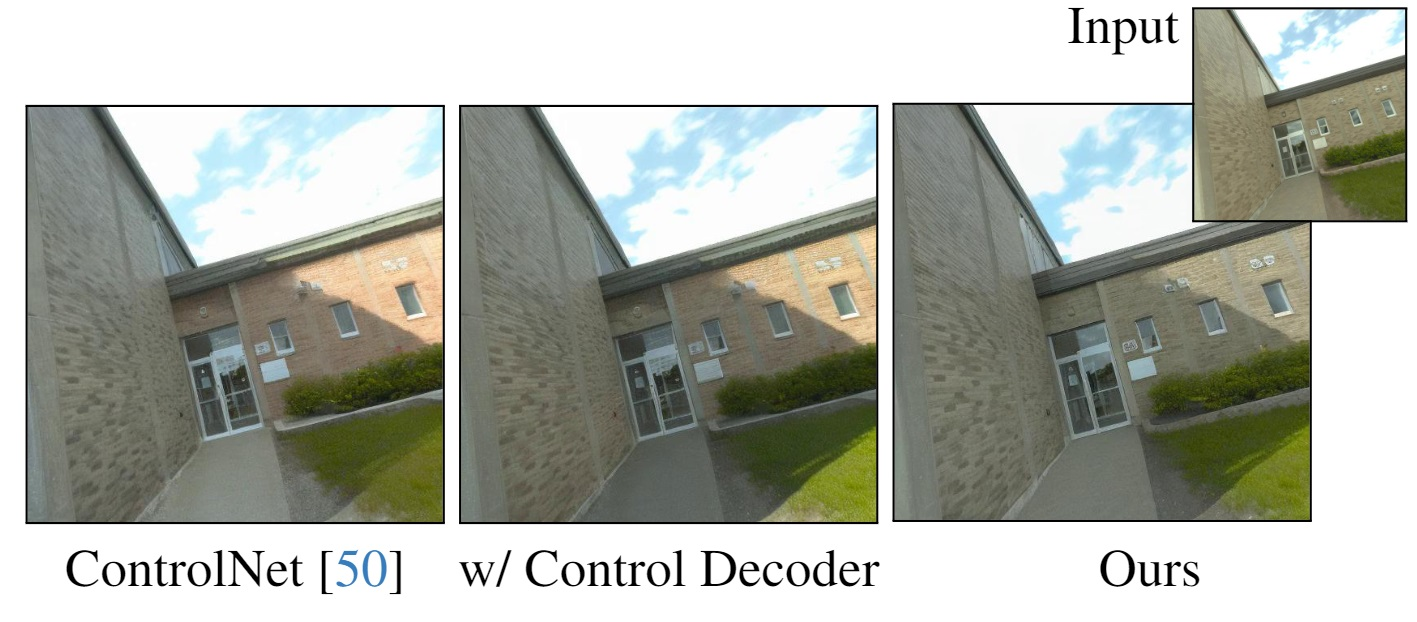 Input
ControlNet [50]
w/ Control Decoder
Ours